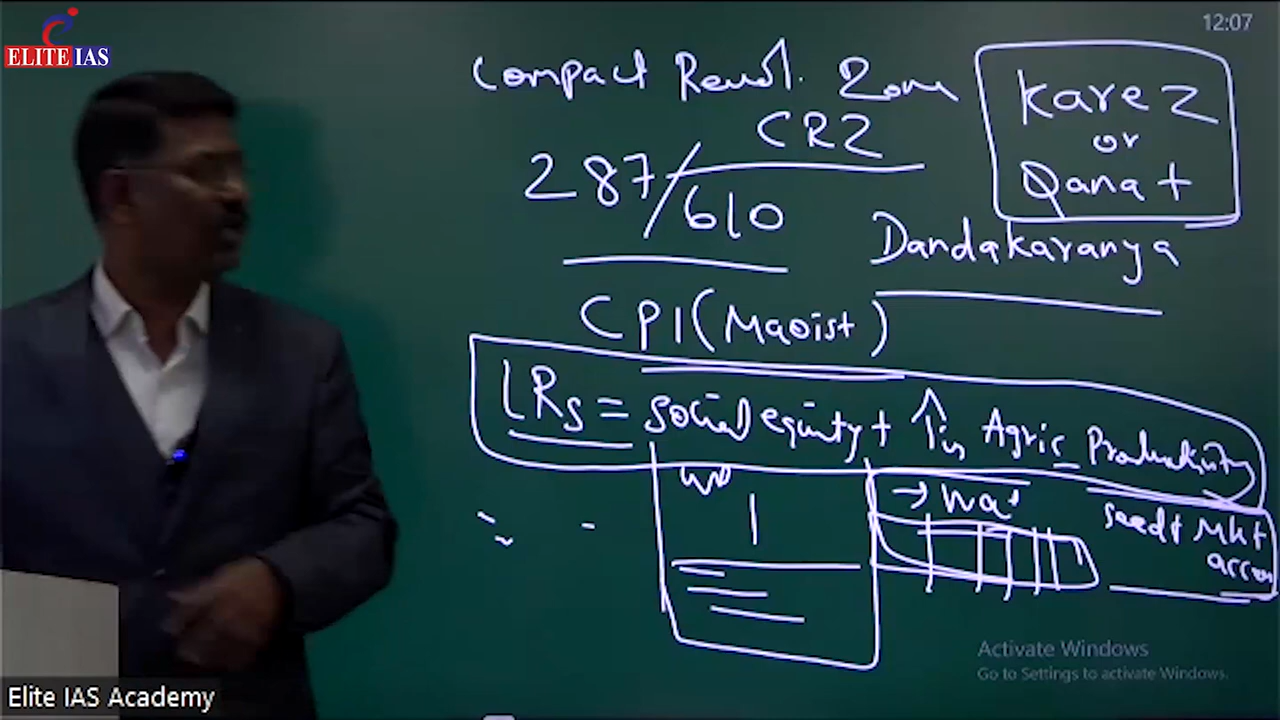 12:07
ELITE IAS
Compact Revol. Zone
CRZ
287/610
Karez
or
Qanat
Dandakaranya
CPI (Maoist)
LRs = social equity + ↑ in Agric Productivity
→ Wat
1
Seed + Mkt
access
Activate Windows
Go to Settings to activate Windows.
Elite IAS Academy